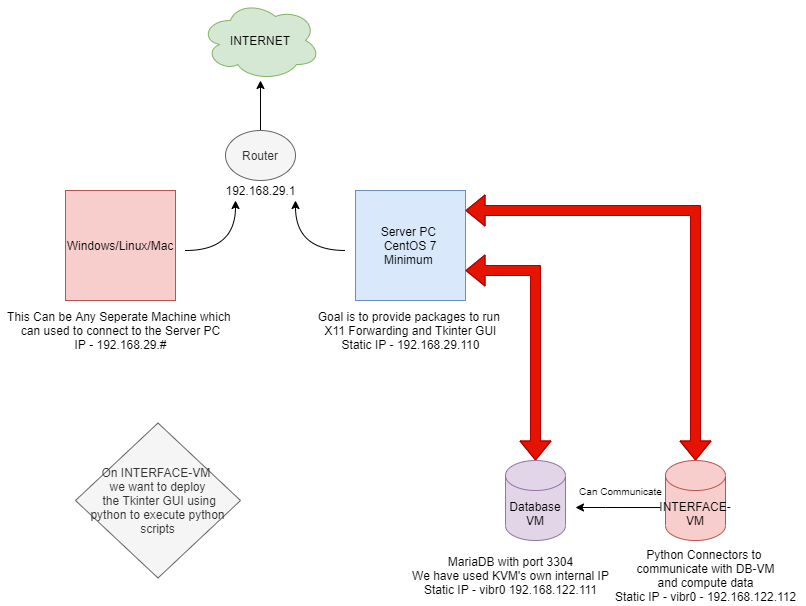 INTERNET
Router
192.168.29.1
Windows/Linux/Mac
Server PC
CentOS 7
Minimum
This Can be Any Seperate Machine which
can used to connect to the Server PC
IP - 192.168.29.#
Goal is to provide packages to run
X11 Forwarding and Tkinter GUI
Static IP - 192.168.29.110
On INTERFACE-VM
we want to deploy
the Tkinter GUI using
python to execute python
scripts
Database
VM
Can Communicate
INTERFACE-
VM
MariaDB with port 3304
We have used KVM's own internal IP
Static IP - vibr0 192.168.122.111
Python Connectors to
communicate with DB-VM
and compute data
Static IP - vibr0 - 192.168.122.112